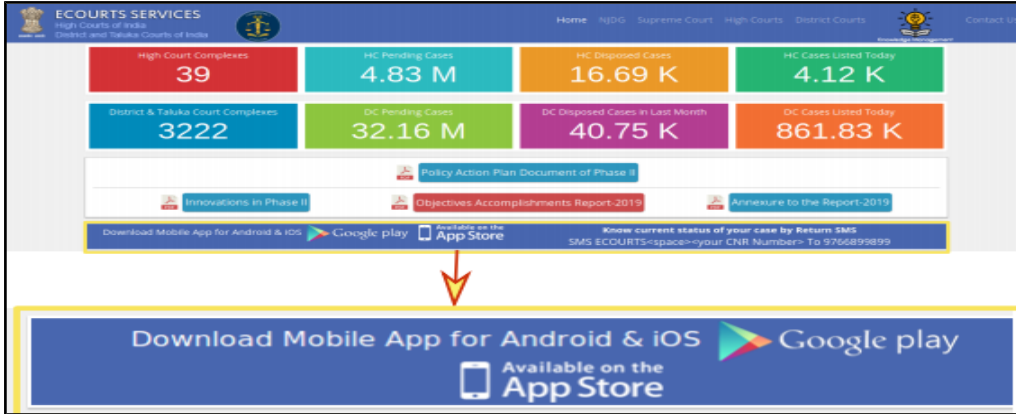 ECOURTS SERVICES
High Courts of India
District and Taluka Courts of India
Home NJDG Supreme Court High Courts District Courts Contact Us
Knowledge Management
High Court Complexes
39
HC Pending Cases
4.83 M
HC Disposed Cases
16.69 K
HC Cases Listed Today
4.12 K
District & Taluka Court Complexes
3222
DC Pending Cases
32.16 M
DC Disposed Cases in Last Month
40.75 K
DC Cases Listed Today
861.83 K
Policy Action Plan Document of Phase II
Innovations in Phase II
Objectives Accomplishments Report-2019
Annexure to the Report-2019
Download Mobile App for Android & iOS Google play Available on the App Store
Know current status of your case by Return SMS
SMS ECOURTS<space><your CNR Number> To 9766899899
Download Mobile App for Android & iOS Google play
Available on the
App Store